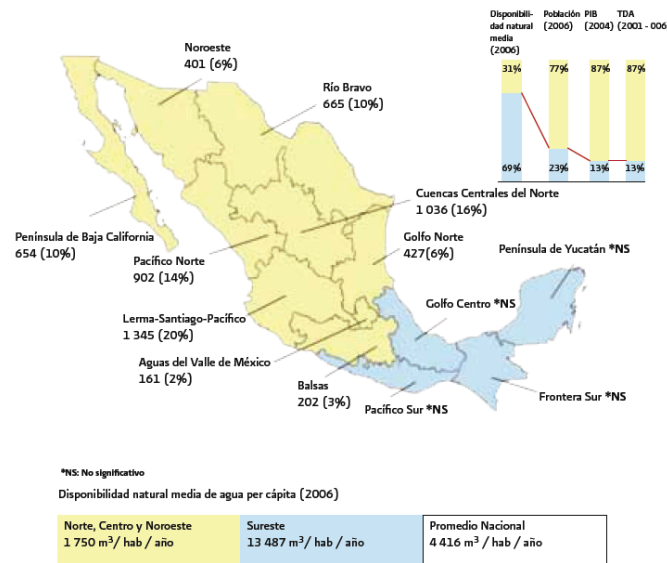 Disponibili-
dad natural
media
(2006)
Población
(2006)
PIB
(2004)
TDA
(2001 - 006
31%
77%
87%
87%
69%
23%
13%
13%
Noroeste
401 (6%)
Río Bravo
665 (10%)
Cuencas Centrales del Norte
1 036 (16%)
Península de Baja California
654 (10%)
Pacífico Norte
902 (14%)
Golfo Norte
427(6%)
Península de Yucatán *NS
Golfo Centro *NS
Lerma-Santiago-Pacífico
1 345 (20%)
Aguas del Valle de México
161 (2%)
Balsas
202 (3%)
Pacífico Sur *NS
Frontera Sur *NS
*NS: No significativo
Disponibilidad natural media de agua per cápita (2006)
Norte, Centro y Noroeste
1 750 m³/ hab / año
Sureste
13 487 m³/ hab / año
Promedio Nacional
4 416 m³ / hab / año